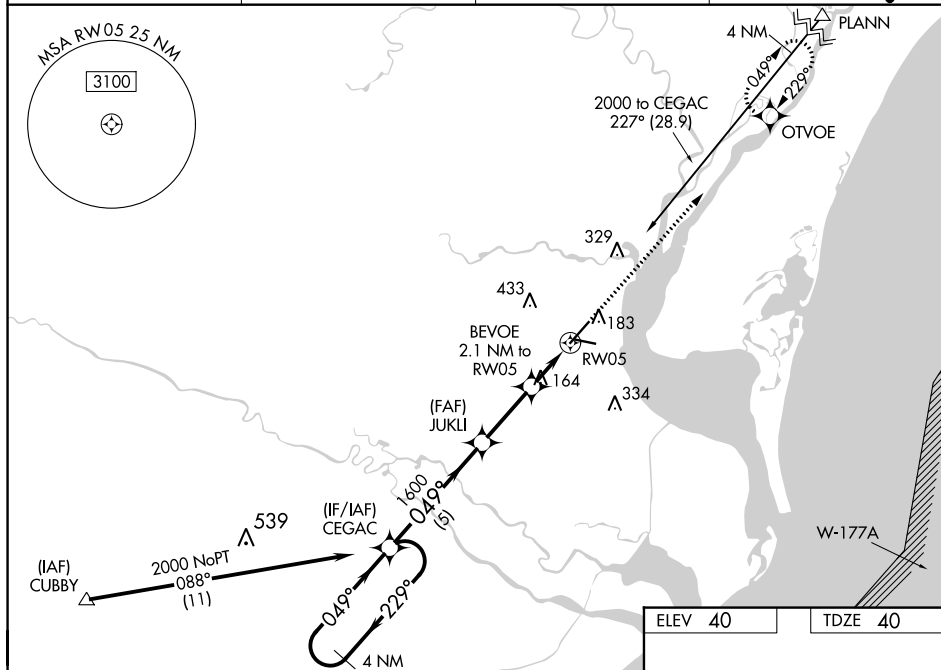 MSA RW05 25 NM
3100
PLANN
4 NM
049°
229°
2000 to CEGAC
227° (28.9)
OTVOE
329
433
183
BEVOE
2.1 NM to
RW05
RW05
164
334
(FAF)
JUKLI
1600
049°
(5)
(IF/IAF)
CEGAC
539
2000 NoPT
088°
(11)
(IAF)
CUBBY
049°
229°
4 NM
W-177A
ELEV 40
TDZE 40